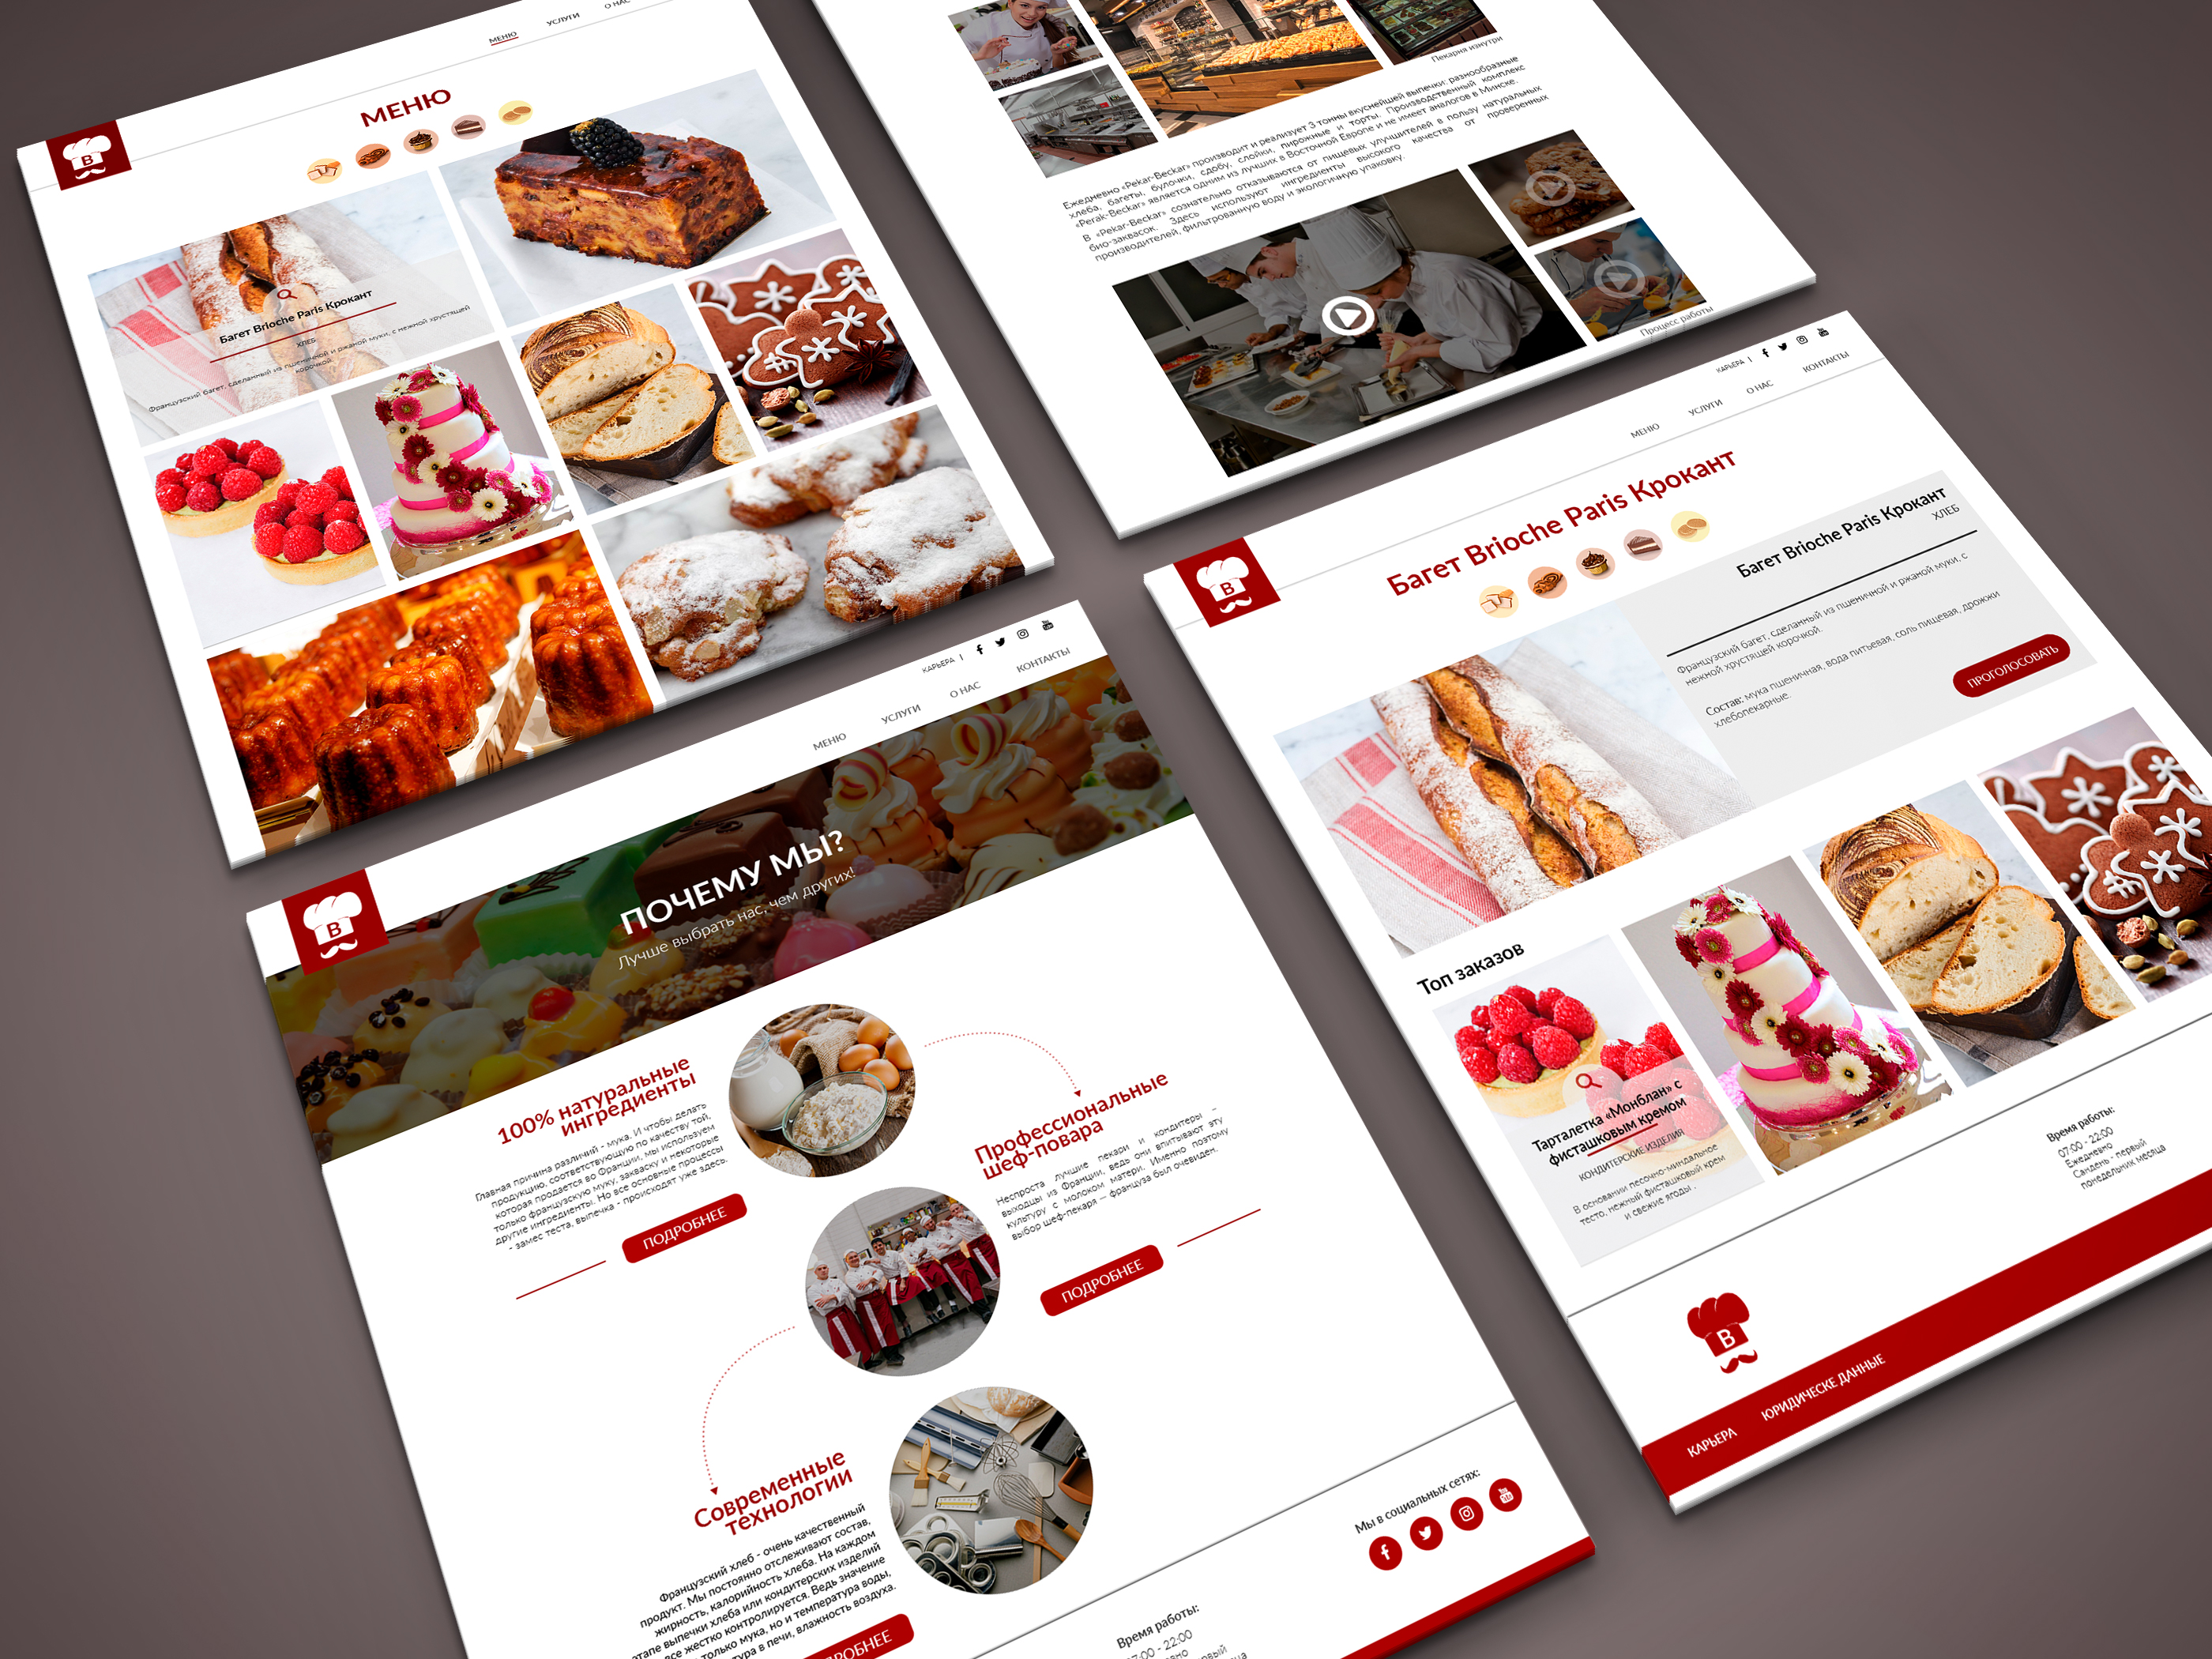 МЕНЮ
УСЛУГИ
О НАС
B
МЕНЮ
Багет Brioche Paris Крокант
ХЛЕБ
Французский багет, сделанный из пшеничной и ржаной муки, с нежной хрустящей
корочкой.
Пекарня изнутри
Ежедневно «Pekar-Beckar» производит и реализует 3 тонны вкуснейшей выпечки: разнообразные
хлеба, багеты, булочки, сдобу, слойки, пирожные и торты. Производственный комплекс
«Perak-Beckar» является одним из лучших в Восточной Европе и не имеет аналогов в Минске.
В «Pekar-Beckar» сознательно отказываются от пищевых улучшителей в пользу натуральных
био-заквасок. Здесь используют ингредиенты высокого качества от проверенных
производителей, фильтрованную воду и экологичную упаковку.
Процесс работы
КАРЬЕРА |
МЕНЮ
УСЛУГИ
О НАС
КОНТАКТЫ
B
Багет Brioche Paris Крокант
Багет Brioche Paris Крокант
ХЛЕБ
Французский багет, сделанный из пшеничной и ржаной муки, с
нежной хрустящей корочкой.
Состав: мука пшеничная, вода питьевая, соль пищевая, дрожжи
хлебопекарные.
ПРОГОЛОСОВАТЬ
Топ заказов
Тарталетка «Монблан» с
фисташковым кремом
КОНДИТЕРСКИЕ ИЗДЕЛИЯ
В основании песочно-миндальное
тесто, нежный фисташковый крем
и свежие ягоды .
Время работы:
07:00 - 22:00
Ежедневно
Сандень - первый
понедельник месяца
B
КАРЬЕРА
ЮРИДИЧЕСКЕ ДАННЫЕ
КАРЬЕРА |
МЕНЮ
УСЛУГИ
О НАС
КОНТАКТЫ
B
ПОЧЕМУ МЫ?
Лучше выбрать нас, чем других!
100% натуральные
ингредиенты
Главная причина различий - мука. И чтобы делать
продукцию, соответствующую по качеству той,
которая продается во Франции, мы используем
только французскую муку, закваску и некоторые
другие ингредиенты. Но все основные процессы
- замес теста, выпечка - происходят уже здесь.
ПОДРОБНЕЕ
Профессиональные
шеф-повара
Неспроста лучшие пекари и кондитеры –
выходцы из Франции, ведь они впитывают эту
культуру с молоком матери. Именно поэтому
выбор шеф-пекаря — француза был очевиден.
ПОДРОБНЕЕ
Современные
технологии
Французский хлеб - очень качественный
продукт. Мы постоянно отслеживают состав,
жирность, калорийность хлеба. На каждом
этапе выпечки хлеба или кондитерских изделий
все жестко контролируется. Ведь значение
только мука, но и температура воды,
тура в печи, влажность воздуха.
РОБНЕЕ
Мы в социальных сетях:
Время работы:
07:00 - 22:00